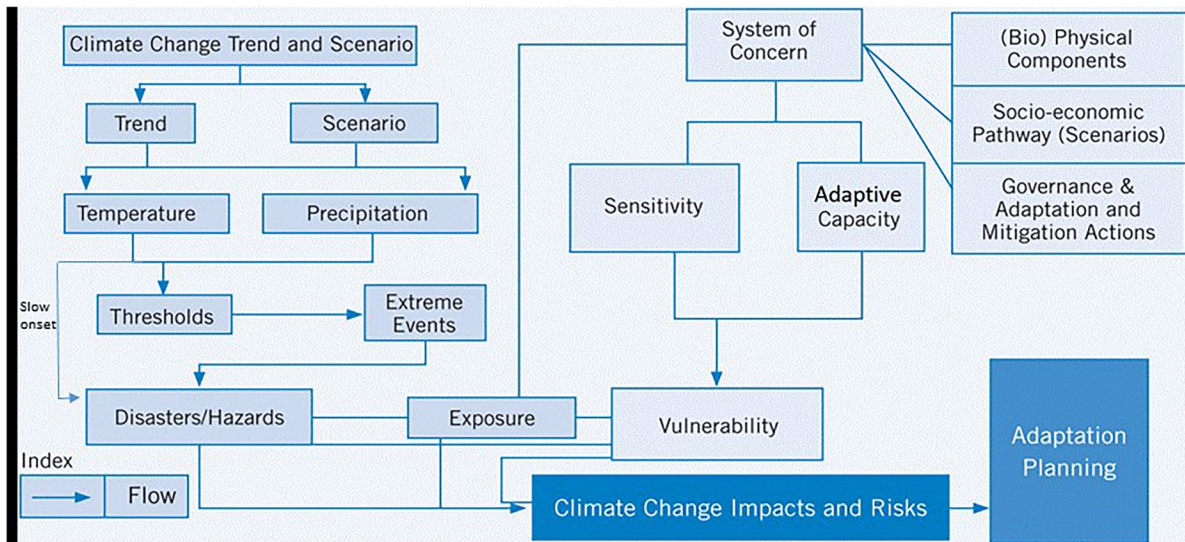 Climate Change Trend and Scenario
Trend
Scenario
Temperature
Precipitation
Slow
onset
Thresholds
Extreme
Events
Disasters/Hazards
Exposure
System of
Concern
(Bio) Physical
Components
Socio-economic
Pathway (Scenarios)
Governance &
Adaptation and
Mitigation Actions
Sensitivity
Adaptive
Capacity
Vulnerability
Climate Change Impacts and Risks
Adaptation
Planning
Index
Flow